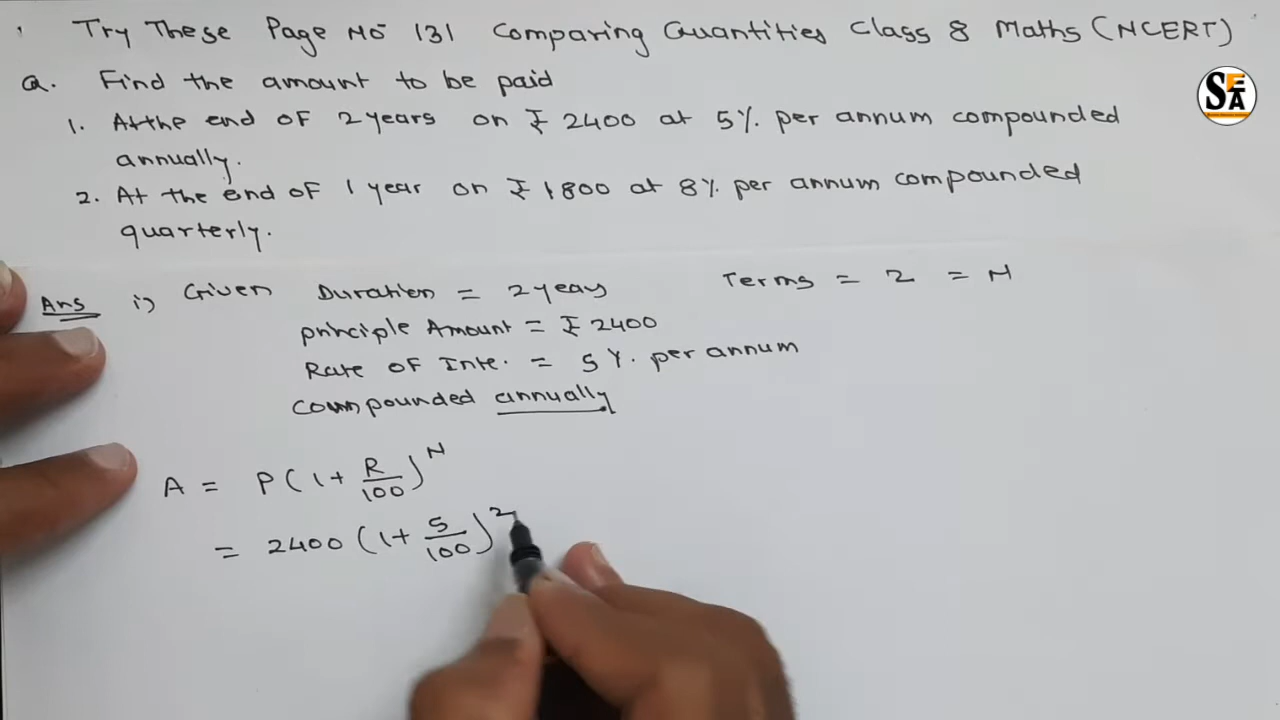 Try These Page No 131 Comparing Quantities Class 8 Maths (NCERT)
Q. Find the amount to be paid
1. At the end of 2 years on ₹ 2400 at 5% per annum compounded
annually.
2. At the end of 1 year on ₹ 1800 at 8% per annum compounded
quarterly.
Ans i) Given Duration = 2 years Terms = 2 = N
principle Amount = ₹ 2400
Rate of Inte. = 5%. per annum
compounded annually
A = P(1+ R/100)^N
= 2400 (1+ 5/100)^2
SFTA